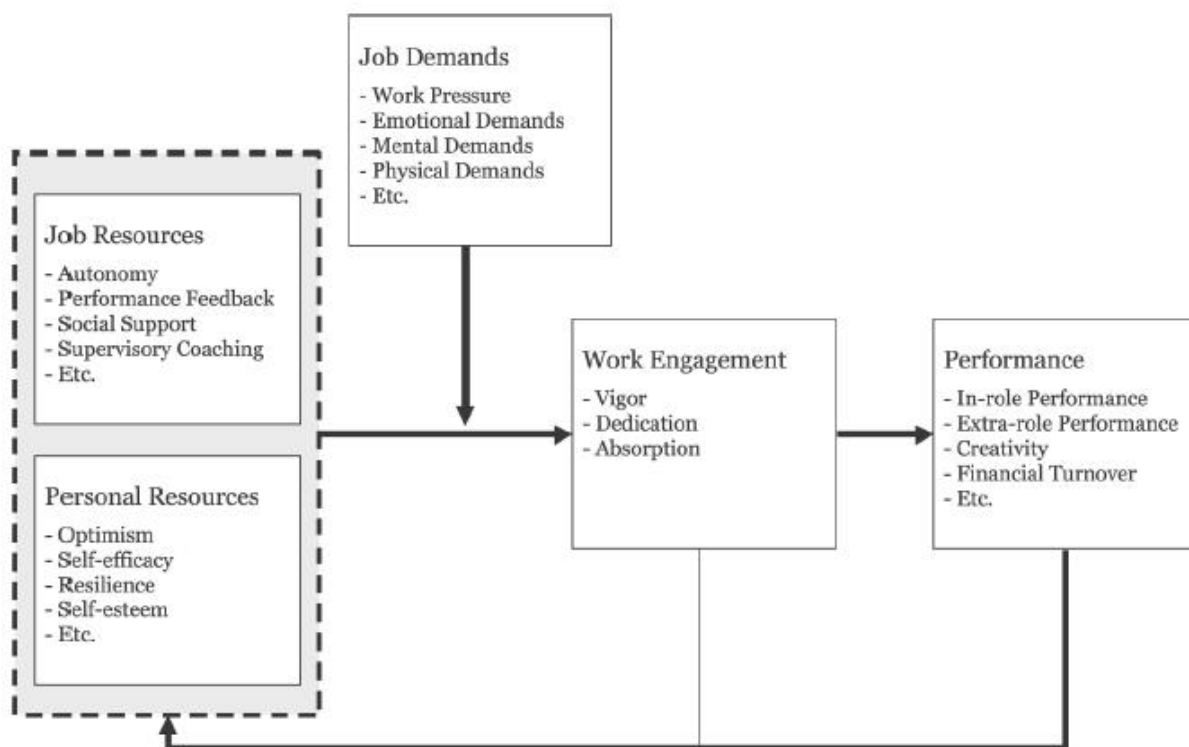 Job Demands
- Work Pressure
- Emotional Demands
- Mental Demands
- Physical Demands
- Etc.
Job Resources
- Autonomy
- Performance Feedback
- Social Support
- Supervisory Coaching
- Etc.
Personal Resources
- Optimism
- Self-efficacy
- Resilience
- Self-esteem
- Etc.
Work Engagement
- Vigor
- Dedication
- Absorption
Performance
- In-role Performance
- Extra-role Performance
- Creativity
- Financial Turnover
- Etc.